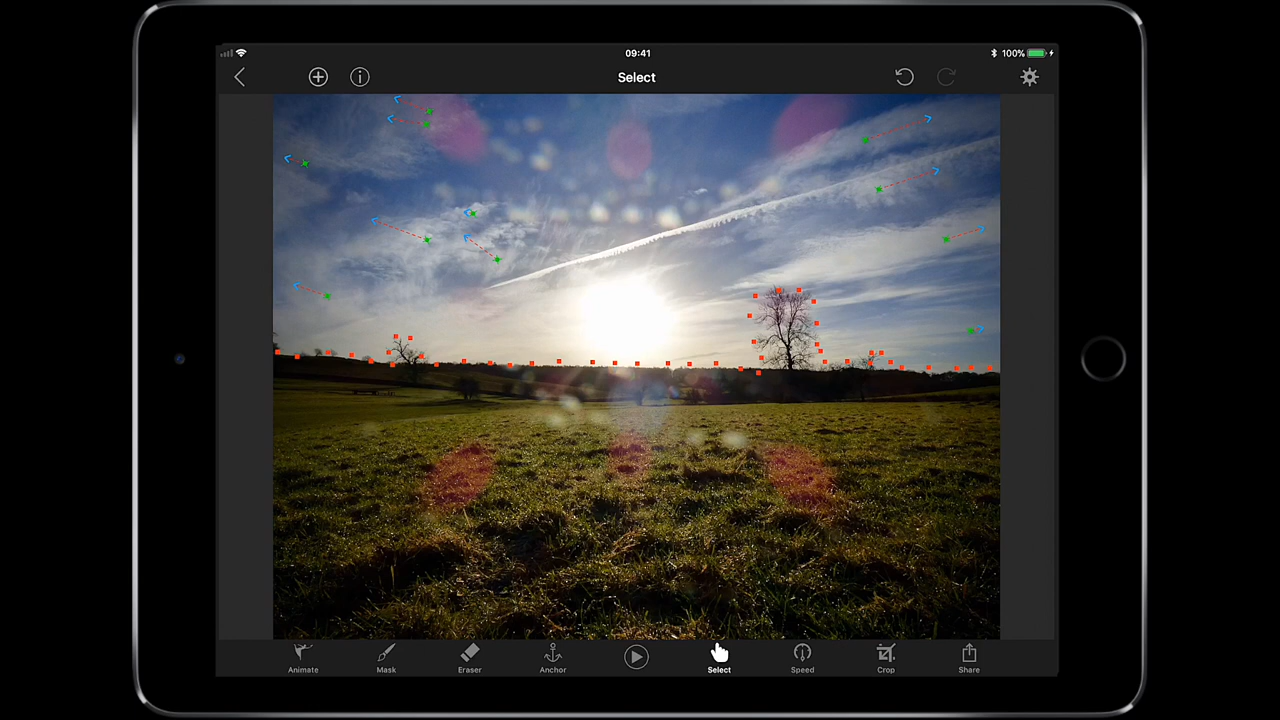 09:41
100%
Select
Animate
Mask
Eraser
Anchor
Select
Speed
Crop
Share